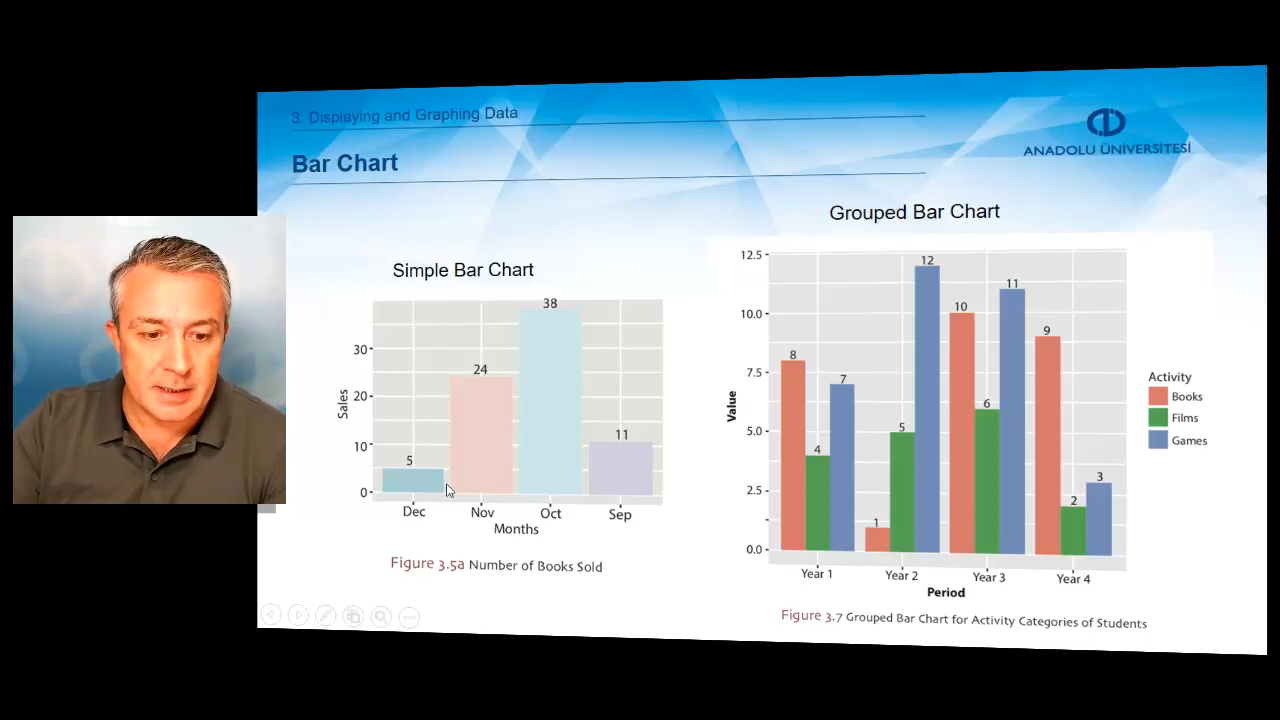 3: Displaying and Graphing Data
Bar Chart
ANADOLU ÜNİVERSİTESİ
Simple Bar Chart
38
30
24
20
Sales
11
10
5
0
Dec Nov Oct Sep
Months
Figure 3.5a Number of Books Sold
Grouped Bar Chart
12.5
12
11
10.0
10
9
8
7.5
7
Value
6
5.0
5
4
3
2.5
2
1
0.0
Year 1 Year 2 Year 3 Year 4
Period
Activity
Books
Films
Games
Figure 3.7 Grouped Bar Chart for Activity Categories of Students